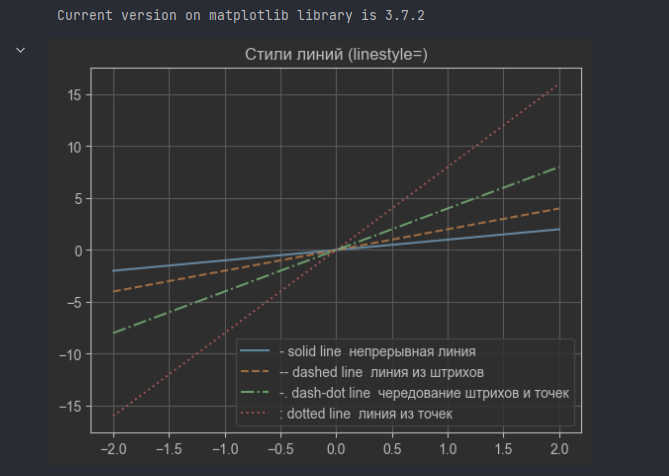 Current version on matplotlib library is 3.7.2
Стили линий (linestyle=)
15
10
5
0
−5
−10
−15
- solid line непрерывная линия
-- dashed line линия из штрихов
-. dash-dot line чередование штрихов и точек
: dotted line линия из точек
−2.0 −1.5 −1.0 −0.5 0.0 0.5 1.0 1.5 2.0